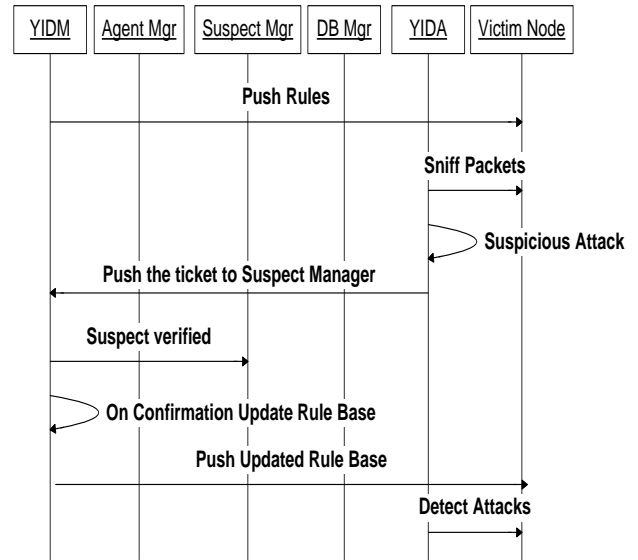 YIDM
Agent Mgr
Suspect Mgr
DB Mgr
YIDA
Victim Node
Push Rules
Sniff Packets
Suspicious Attack
Push the ticket to Suspect Manager
Suspect verified
On Confirmation Update Rule Base
Push Updated Rule Base
Detect Attacks